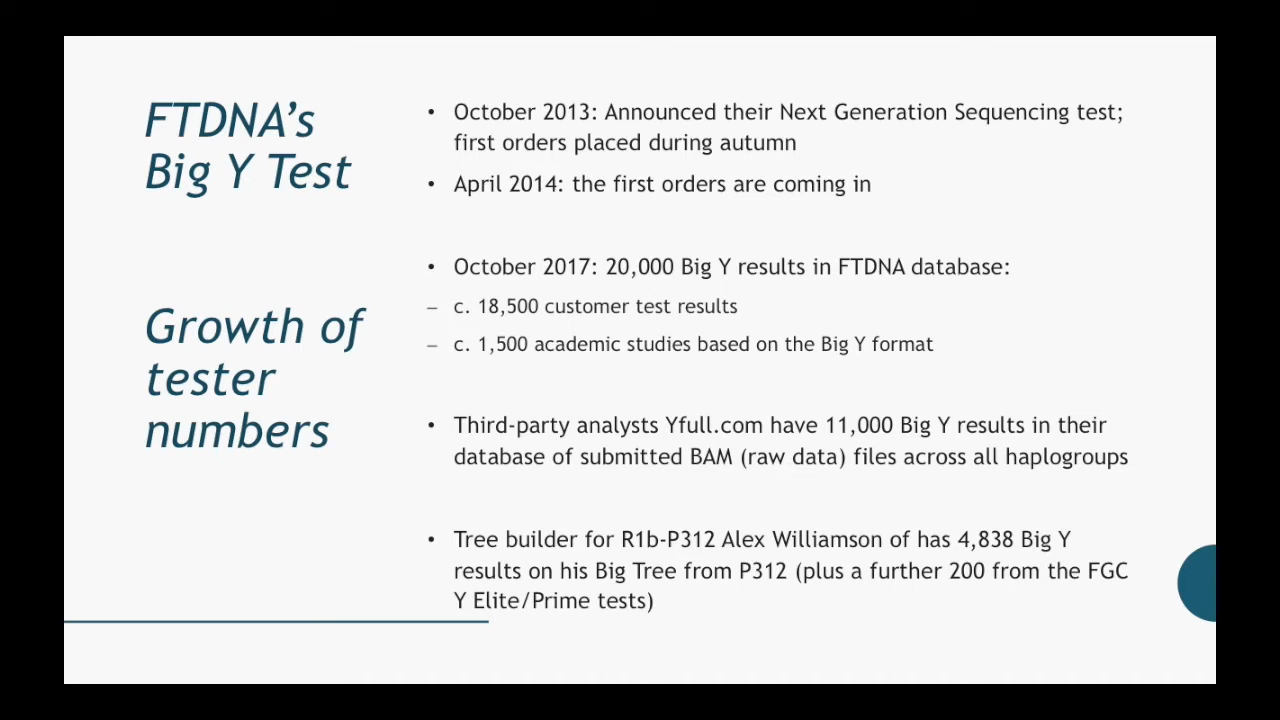 FTDNA’s
Big Y Test
Growth of
tester
numbers
• October 2013: Announced their Next Generation Sequencing test;
first orders placed during autumn
• April 2014: the first orders are coming in
• October 2017: 20,000 Big Y results in FTDNA database:
– c. 18,500 customer test results
– c. 1,500 academic studies based on the Big Y format
• Third-party analysts Yfull.com have 11,000 Big Y results in their
database of submitted BAM (raw data) files across all haplogroups
• Tree builder for R1b-P312 Alex Williamson of has 4,838 Big Y
results on his Big Tree from P312 (plus a further 200 from the FGC
Y Elite/Prime tests)